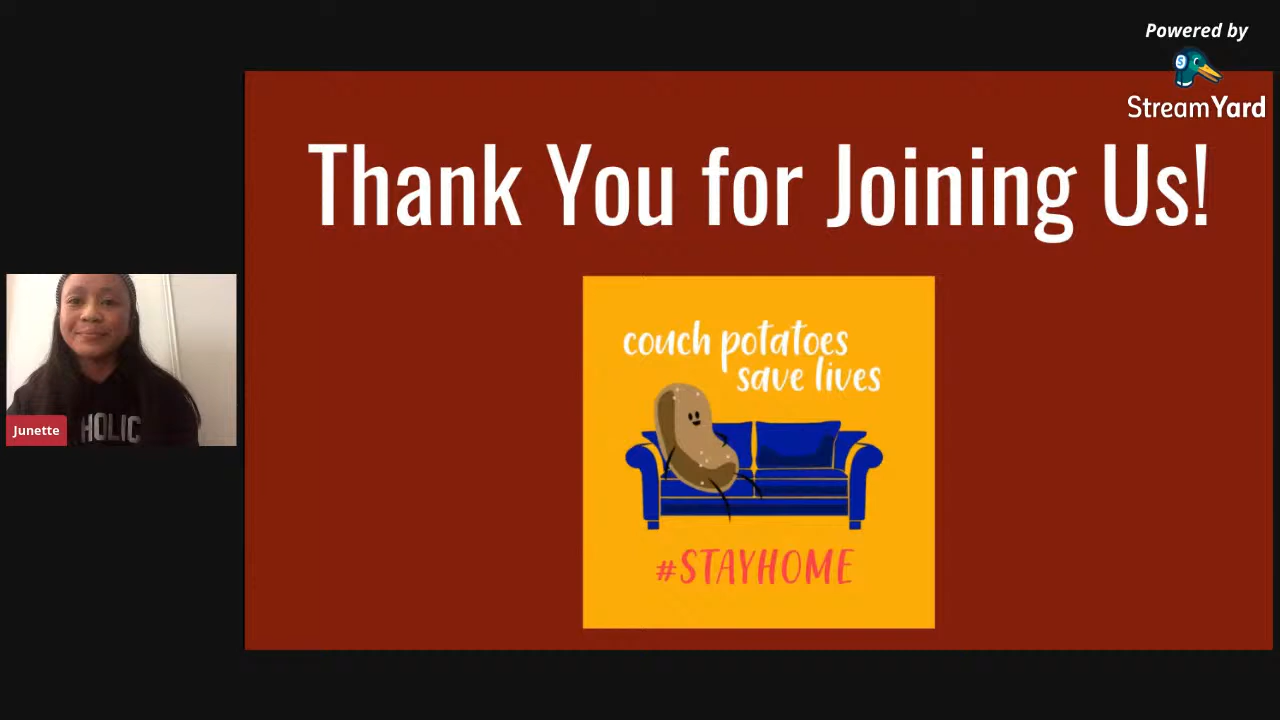 Powered by
StreamYard
Thank You for Joining Us!
couch potatoes
save lives
#STAYHOME
Junette
HOLIC